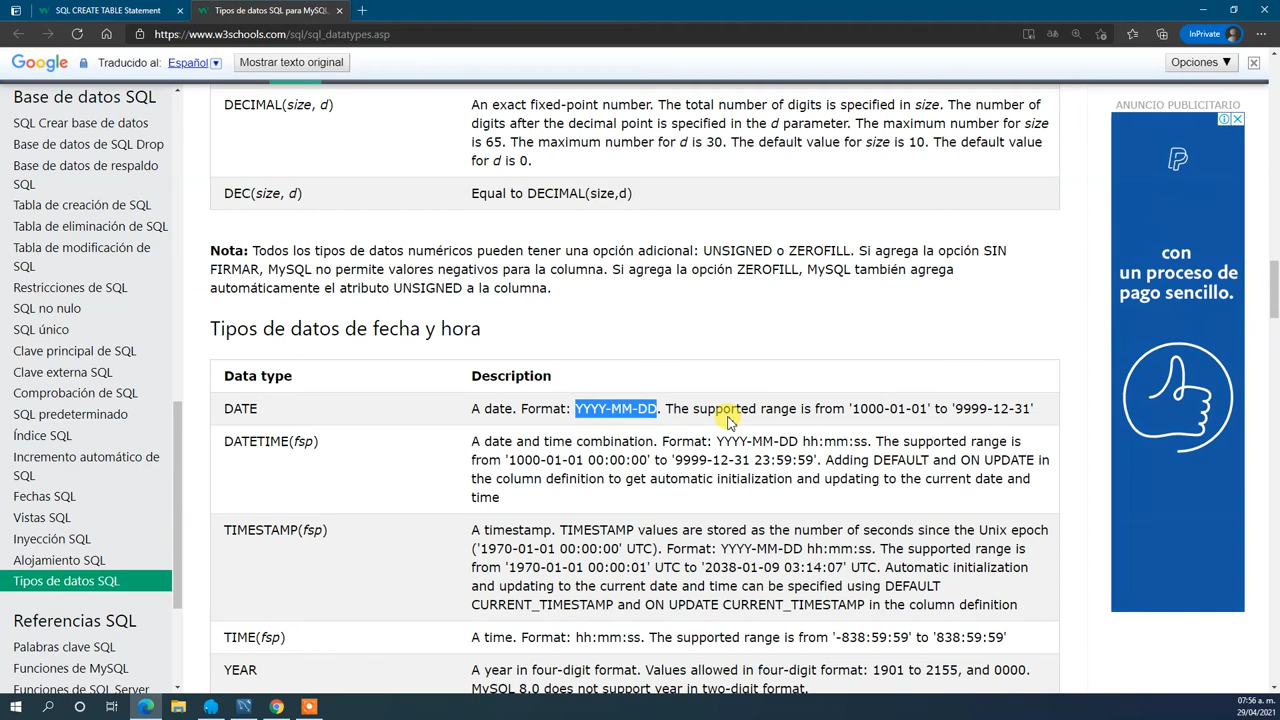 SQL CREATE TABLE Statement
Tipos de datos SQL para MySQL,
https://www.w3schools.com/sql/sql_datatypes.asp
InPrivate
Google
Traducido al: Español
Mostrar texto original
Opciones ▼
Base de datos SQL
SQL Crear base de datos
Base de datos de SQL Drop
Base de datos de respaldo
SQL
Tabla de creación de SQL
Tabla de eliminación de SQL
Tabla de modificación de
SQL
Restricciones de SQL
SQL no nulo
SQL único
Clave principal de SQL
Clave externa SQL
Comprobación de SQL
SQL predeterminado
Índice SQL
Incremento automático de
SQL
Fechas SQL
Vistas SQL
Inyección SQL
Alojamiento SQL
Tipos de datos SQL
Referencias SQL
Palabras clave SQL
Funciones de MySQL
Funciones de SQL Server
DECIMAL(size, d)
An exact fixed-point number. The total number of digits is specified in size. The number of
digits after the decimal point is specified in the d parameter. The maximum number for size
is 65. The maximum number for d is 30. The default value for size is 10. The default value
for d is 0.
DEC(size, d)
Equal to DECIMAL(size,d)
Nota: Todos los tipos de datos numéricos pueden tener una opción adicional: UNSIGNED o ZEROFILL. Si agrega la opción SIN
FIRMAR, MySQL no permite valores negativos para la columna. Si agrega la opción ZEROFILL, MySQL también agrega
automáticamente el atributo UNSIGNED a la columna.
Tipos de datos de fecha y hora
Data type
Description
DATE
A date. Format: YYYY-MM-DD. The supported range is from '1000-01-01' to '9999-12-31'
DATETIME(fsp)
A date and time combination. Format: YYYY-MM-DD hh:mm:ss. The supported range is
from '1000-01-01 00:00:00' to '9999-12-31 23:59:59'. Adding DEFAULT and ON UPDATE in
the column definition to get automatic initialization and updating to the current date and
time
TIMESTAMP(fsp)
A timestamp. TIMESTAMP values are stored as the number of seconds since the Unix epoch
('1970-01-01 00:00:00' UTC). Format: YYYY-MM-DD hh:mm:ss. The supported range is
from '1970-01-01 00:00:01' UTC to '2038-01-09 03:14:07' UTC. Automatic initialization
and updating to the current date and time can be specified using DEFAULT
CURRENT_TIMESTAMP and ON UPDATE CURRENT_TIMESTAMP in the column definition
TIME(fsp)
A time. Format: hh:mm:ss. The supported range is from '-838:59:59' to '838:59:59'
YEAR
A year in four-digit format. Values allowed in four-digit format: 1901 to 2155, and 0000.
MySQL 8.0 does not support year in two-digit format.
ANUNCIO PUBLICITARIO
con
un proceso de
pago sencillo.
07:56 a. m.
29/04/2021